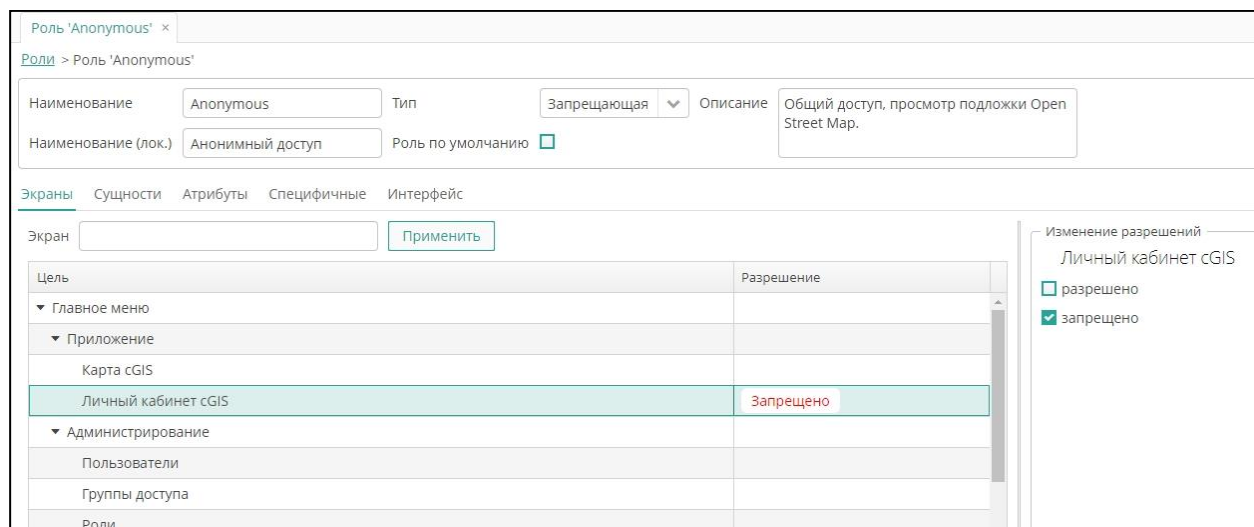 Роль 'Anonymous' ×
Роли > Роль 'Anonymous'
Наименование Anonymous Тип Запрещающая Описание Общий доступ, просмотр подложки Open
Street Map.
Наименование (лок.) Анонимный доступ Роль по умолчанию
Экраны Сущности Атрибуты Специфичные Интерфейс
Экран Применить
Изменение разрешений
Личный кабинет cGIS
разрешено
запрещено
Цель Разрешение
Главное меню
Приложение
Карта cGIS
Личный кабинет cGIS Запрещено
Администрирование
Пользователи
Группы доступа
Роли